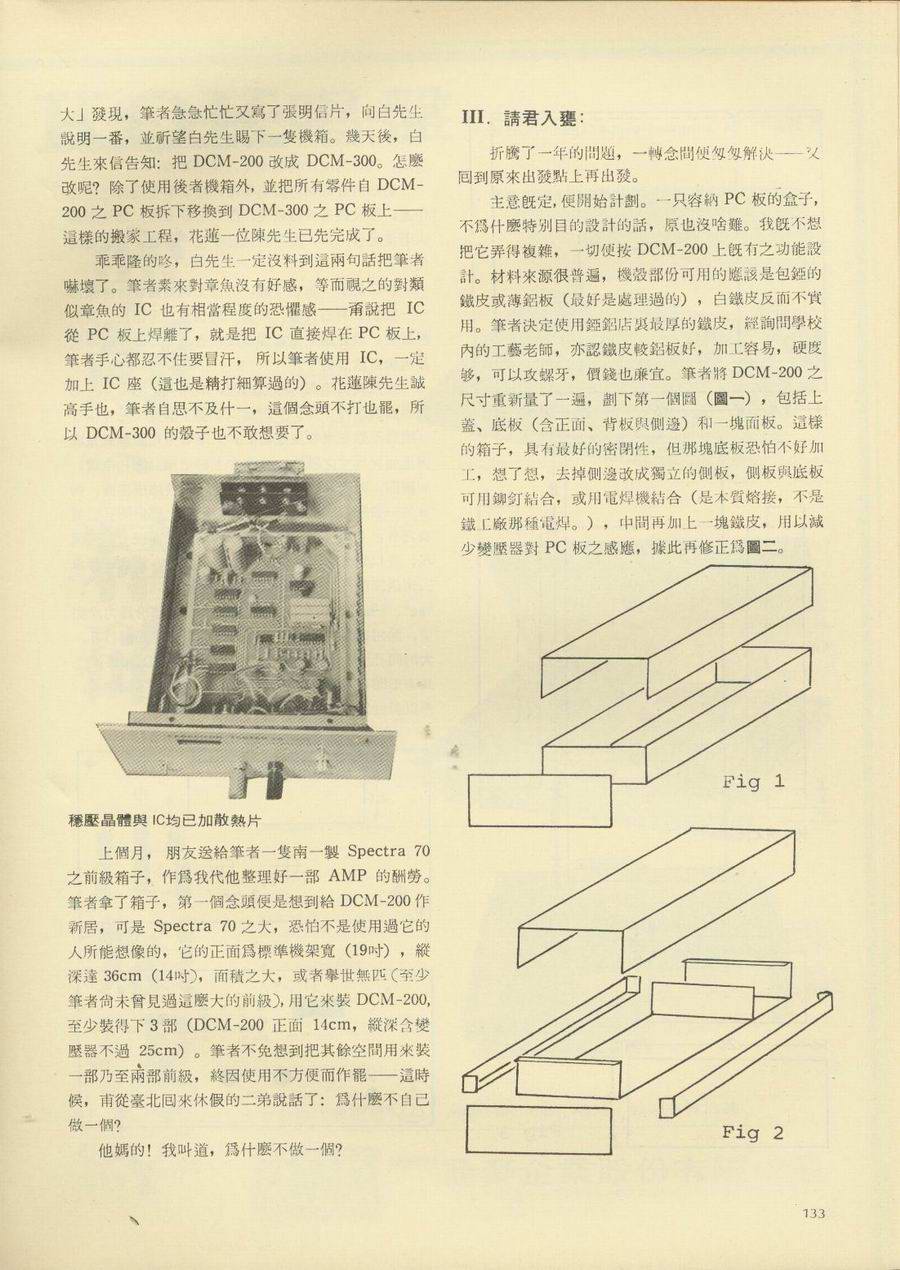 大」發現，筆者急急忙忙又寫了張明信片，向白先生
說明一番，並祈望白先生賜下一隻機箱。幾天後，白
先生來信告知：把 DCM-200 改成 DCM-300。怎麼
改呢？除了使用後者機箱外，並把所有零件自 DCM-
200 之 PC 板拆下移換到 DCM-300 之 PC 板上——
這樣的搬家工程，花蓮一位陳先生已先完成了。
乖乖隆的咚，白先生一定沒料到這兩句話把筆者
嚇壞了。筆者素來對章魚沒有好感，等而視之的對類
似章魚的 IC 也有相當程度的恐懼感——甭說把 IC
從 PC 板上焊離了，就是把 IC 直接焊在 PC 板上，
筆者手心都忍不住要冒汗，所以筆者使用 IC，一定
加上 IC 座（這也是精打細算過的）。花蓮陳先生誠
高手也，筆者自思不及什一，這個念頭不打也罷，所
以 DCM-300 的殼子也不敢想要了。
穩壓晶體與 IC均已加散熱片
上個月，朋友送給筆者一隻南一製 Spectra 70
之前級箱子，作爲我代他整理好一部 AMP 的酬勞。
筆者拿了箱子，第一個念頭便是想到給 DCM-200 作
新居，可是 Spectra 70 之大，恐怕不是使用過它的
人所能想像的，它的正面爲標準機架寬（19吋），縱
深達 36cm（14吋），面積之大，或者舉世無匹（至少
筆者尙未曾見過這麼大的前級），用它來裝 DCM-200，
至少裝得下 3 部（DCM-200 正面 14cm，縱深含變
壓器不過 25cm）。筆者不免想到把其餘空間用來裝
一部乃至兩部前級，終因使用不方便而作罷——這時
候，甫從臺北回來休假的二弟說話了：爲什麼不自己
做一個？
他媽的！我叫道，爲什麼不做一個？
III．請君入甕：
折騰了一年的問題，一轉念間便匆匆解決——又
回到原來出發點上再出發。
主意旣定，便開始計劃。一只容納 PC 板的盒子，
不爲什麼特別目的設計的話，原也沒啥難。我旣不想
把它弄得複雜，一切便按 DCM-200 上旣有之功能設
計。材料來源很普遍，機殼部份可用的應該是包錏的
鐵皮或薄鋁板（最好是處理過的），白鐵皮反而不實
用。筆者決定使用錏鋁店裏最厚的鐵皮，經詢問學校
內的工藝老師，亦認鐵皮較鋁板好，加工容易，硬度
够，可以攻螺牙，價錢也廉宜。筆者將 DCM-200 之
尺寸重新量了一遍，劃下第一個圖（圖一），包括上
蓋、底板（含正面、背板與側邊）和一塊面板。這樣
的箱子，具有最好的密閉性，但那塊底板恐怕不好加
工，想了想，去掉側邊改成獨立的側板，側板與底板
可用鉚釘結合，或用電焊機結合（是本質熔接，不是
鐵工廠那種電焊。），中間再加上一塊鐵皮，用以減
少變壓器對 PC 板之感應，據此再修正爲圖二。
Fig 1
Fig 2
133